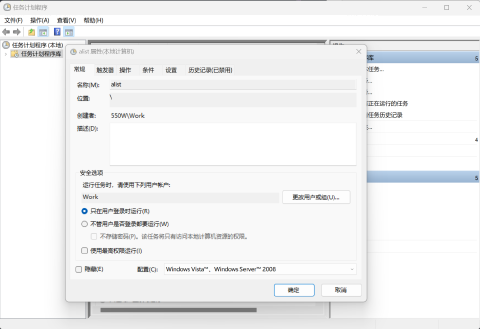 任务计划程序
文件(F) 操作(A) 查看(V) 帮助(H)
任务计划程序 (本地)
任务计划程序库
alist 属性(本地计算机)
常规 触发器 操作 条件 设置 历史记录(已禁用)
名称(M): alist
位置: \
创建者: 550W\Work
描述(D):
安全选项
运行任务时，请使用下列用户帐户:
Work
更改用户或组(U)...
只在用户登录时运行(R)
不管用户是否登录都要运行(W)
不存储密码(P)。该任务将只有访问本地计算机资源的权限。
使用最高权限运行(I)
隐藏(E) 配置(C): Windows Vista™、Windows Server™ 2008
确定 取消
库
任务...
正在运行的任务
任务历史记录